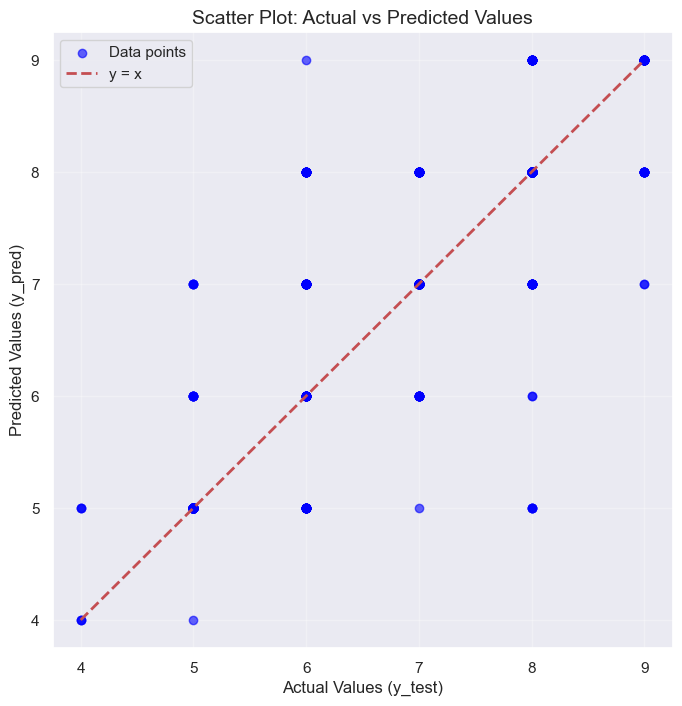 Scatter Plot: Actual vs Predicted Values
Data points
y = x
9
8
7
6
5
4
Predicted Values (y_pred)
4 5 6 7 8 9
Actual Values (y_test)